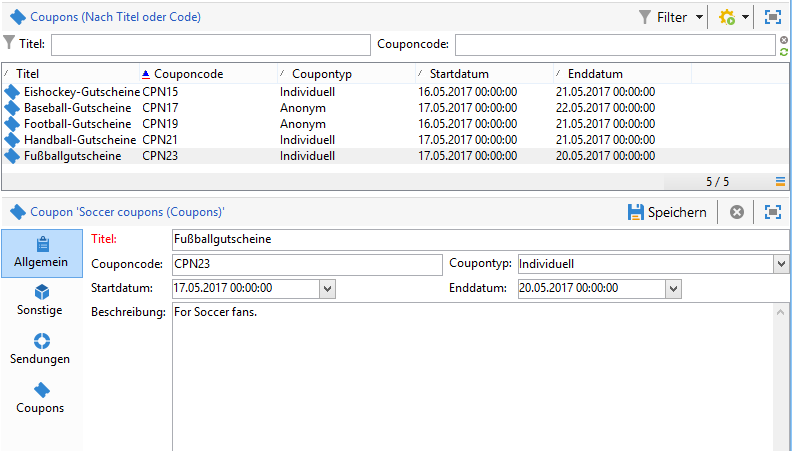 Coupons (Nach Titel oder Code) Filter
Titel: Couponcode:
Titel Couponcode Coupontyp Startdatum Enddatum
Eishockey-Gutscheine CPN15 Individuell 16.05.2017 00:00:00 21.05.2017 00:00:00
Baseball-Gutscheine CPN17 Anonym 17.05.2017 00:00:00 22.05.2017 00:00:00
Football-Gutscheine CPN19 Anonym 16.05.2017 00:00:00 21.05.2017 00:00:00
Handball-Gutscheine CPN21 Individuell 17.05.2017 00:00:00 21.05.2017 00:00:00
Fußballgutscheine CPN23 Individuell 17.05.2017 00:00:00 20.05.2017 00:00:00
5 / 5
Coupon 'Soccer coupons (Coupons)' Speichern
Allgemein
Sonstige
Sendungen
Coupons
Titel: Fußballgutscheine
Couponcode: CPN23 Coupontyp: Individuell
Startdatum: 17.05.2017 00:00:00 Enddatum: 20.05.2017 00:00:00
Beschreibung: For Soccer fans.